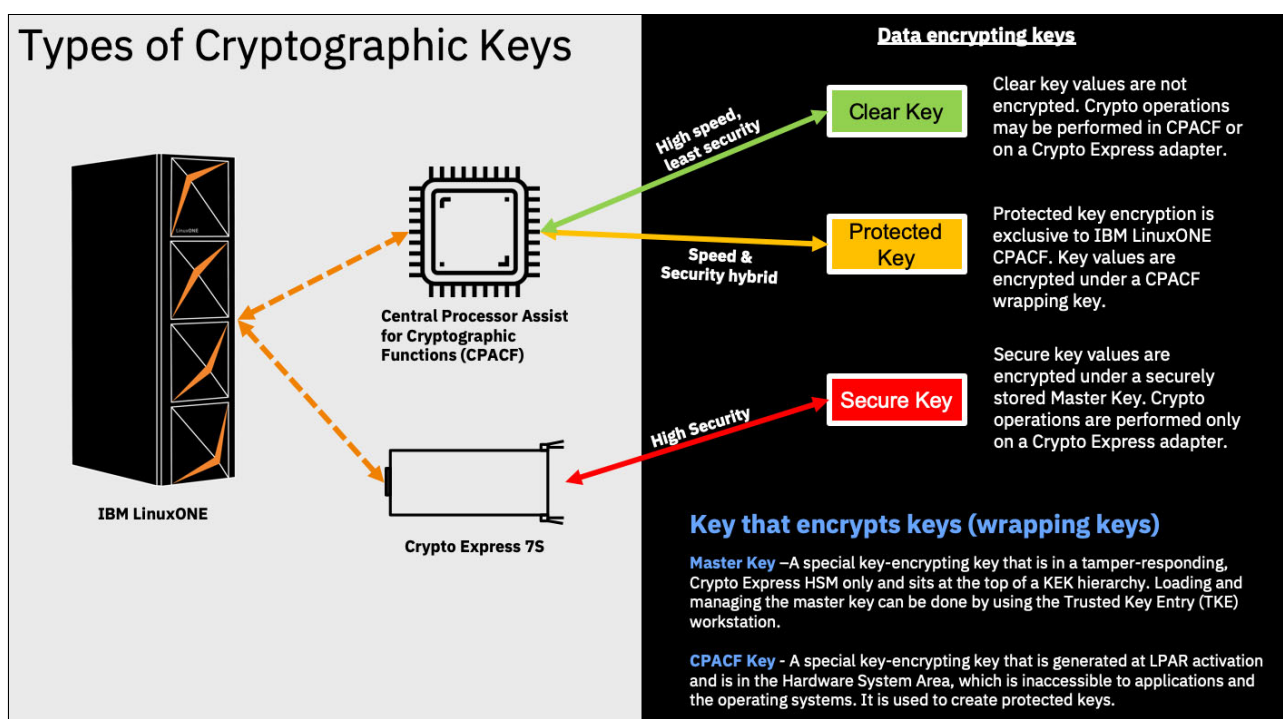 Types of Cryptographic Keys
LinuxONE
IBM LinuxONE
Central Processor Assist
for Cryptographic
Functions (CPACF)
Crypto Express 7S
Data encrypting keys
High speed,
least security
Clear Key
Clear key values are not
encrypted. Crypto operations
may be performed in CPACF or
on a Crypto Express adapter.
Speed &
Security hybrid
Protected
Key
Protected key encryption is
exclusive to IBM LinuxONE
CPACF. Key values are
encrypted under a CPACF
wrapping key.
High Security
Secure Key
Secure key values are
encrypted under a securely
stored Master Key. Crypto
operations are performed only
on a Crypto Express adapter.
Key that encrypts keys (wrapping keys)
Master Key –A special key-encrypting key that is in a tamper-responding,
Crypto Express HSM only and sits at the top of a KEK hierarchy. Loading and
managing the master key can be done by using the Trusted Key Entry (TKE)
workstation.
CPACF Key - A special key-encrypting key that is generated at LPAR activation
and is in the Hardware System Area, which is inaccessible to applications and
the operating systems. It is used to create protected keys.